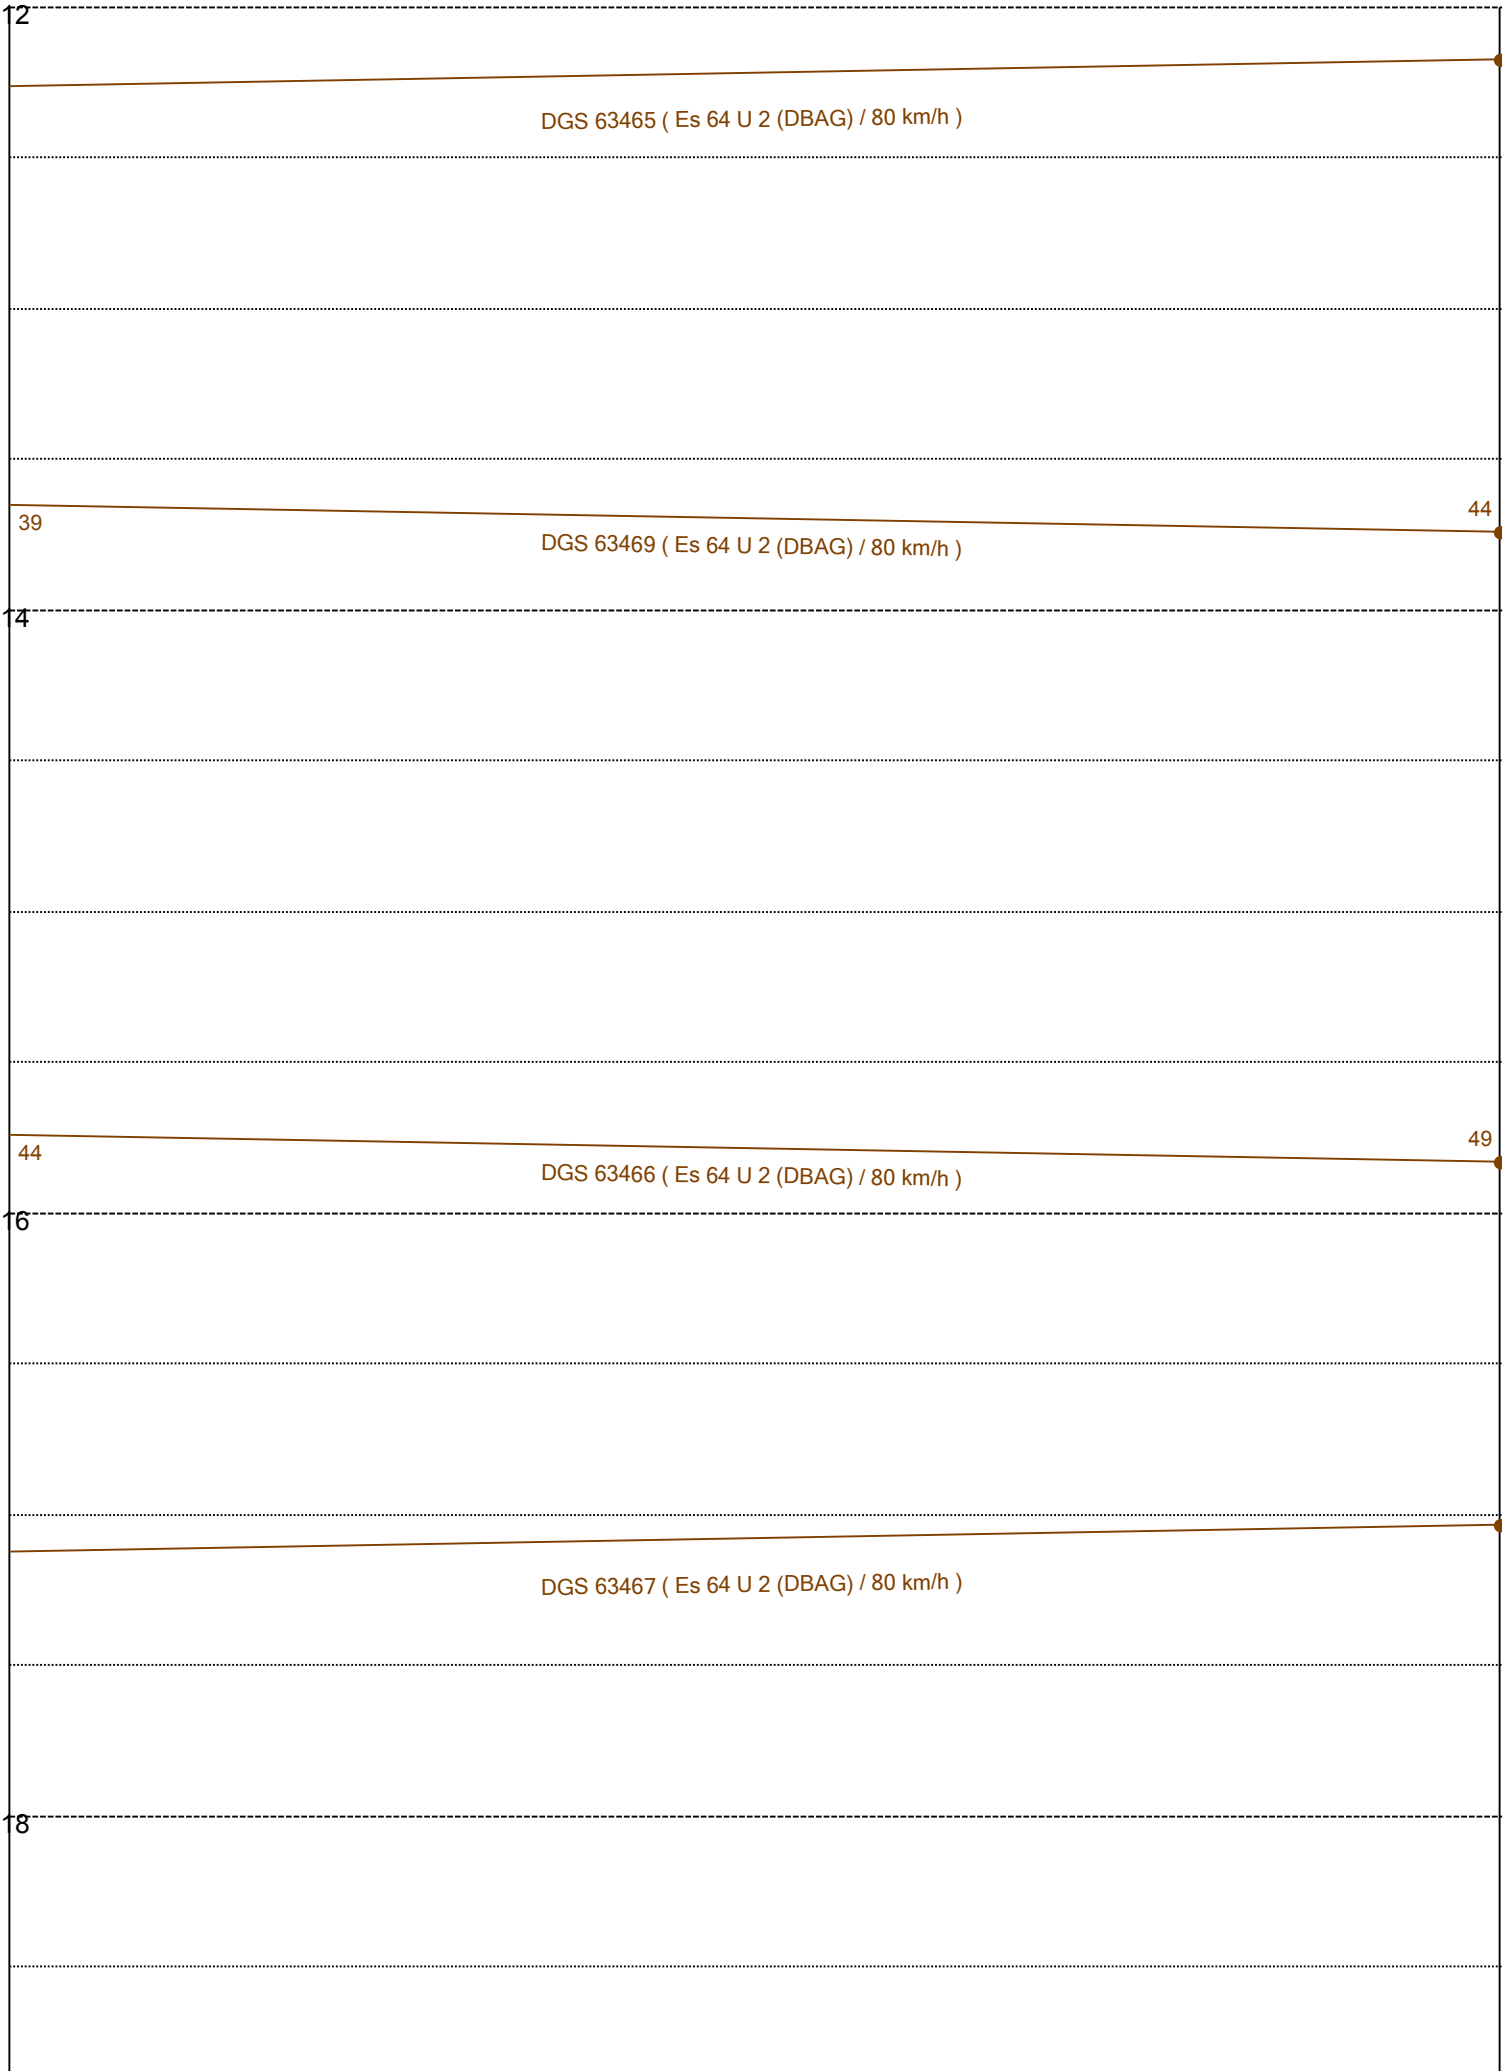 12
DGS 63465 ( Es 64 U 2 (DBAG) / 80 km/h )
44
39
DGS 63469 ( Es 64 U 2 (DBAG) / 80 km/h )
14
49
44
DGS 63466 ( Es 64 U 2 (DBAG) / 80 km/h )
16
DGS 63467 ( Es 64 U 2 (DBAG) / 80 km/h )
18